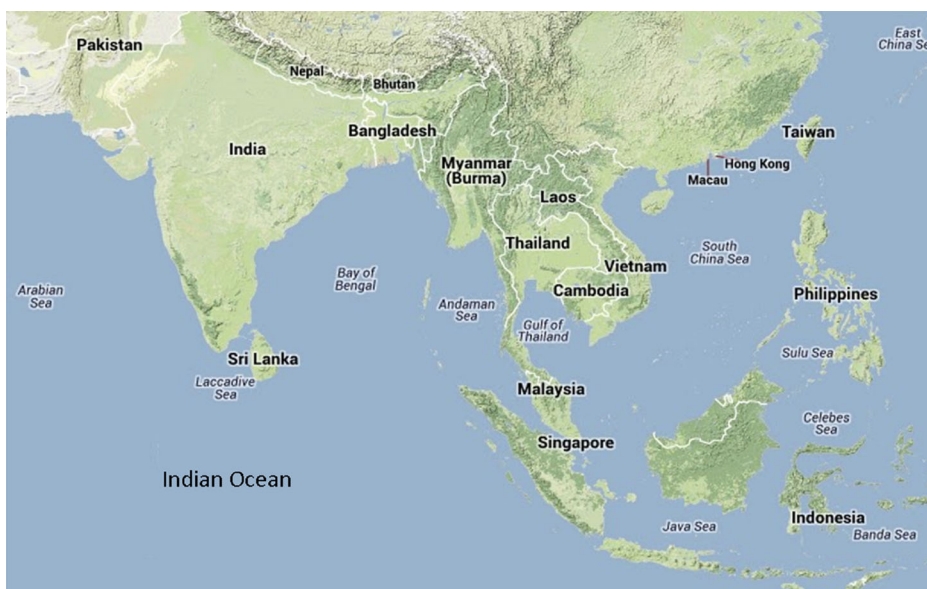 East
China Se
Pakistan
Nepal
Bhutan
Bangladesh
India
Taiwan
Hong Kong
Macau
Myanmar
(Burma)
Laos
Thailand
South
China Sea
Vietnam
Bay of
Bengal
Arabian
Sea
Cambodia
Philippines
Andaman
Sea
Gulf of
Thailand
Sri Lanka
Sulu Sea
Laccadive
Sea
Malaysia
Celebes
Sea
Singapore
Indian Ocean
Java Sea
Indonesia
Banda Sea